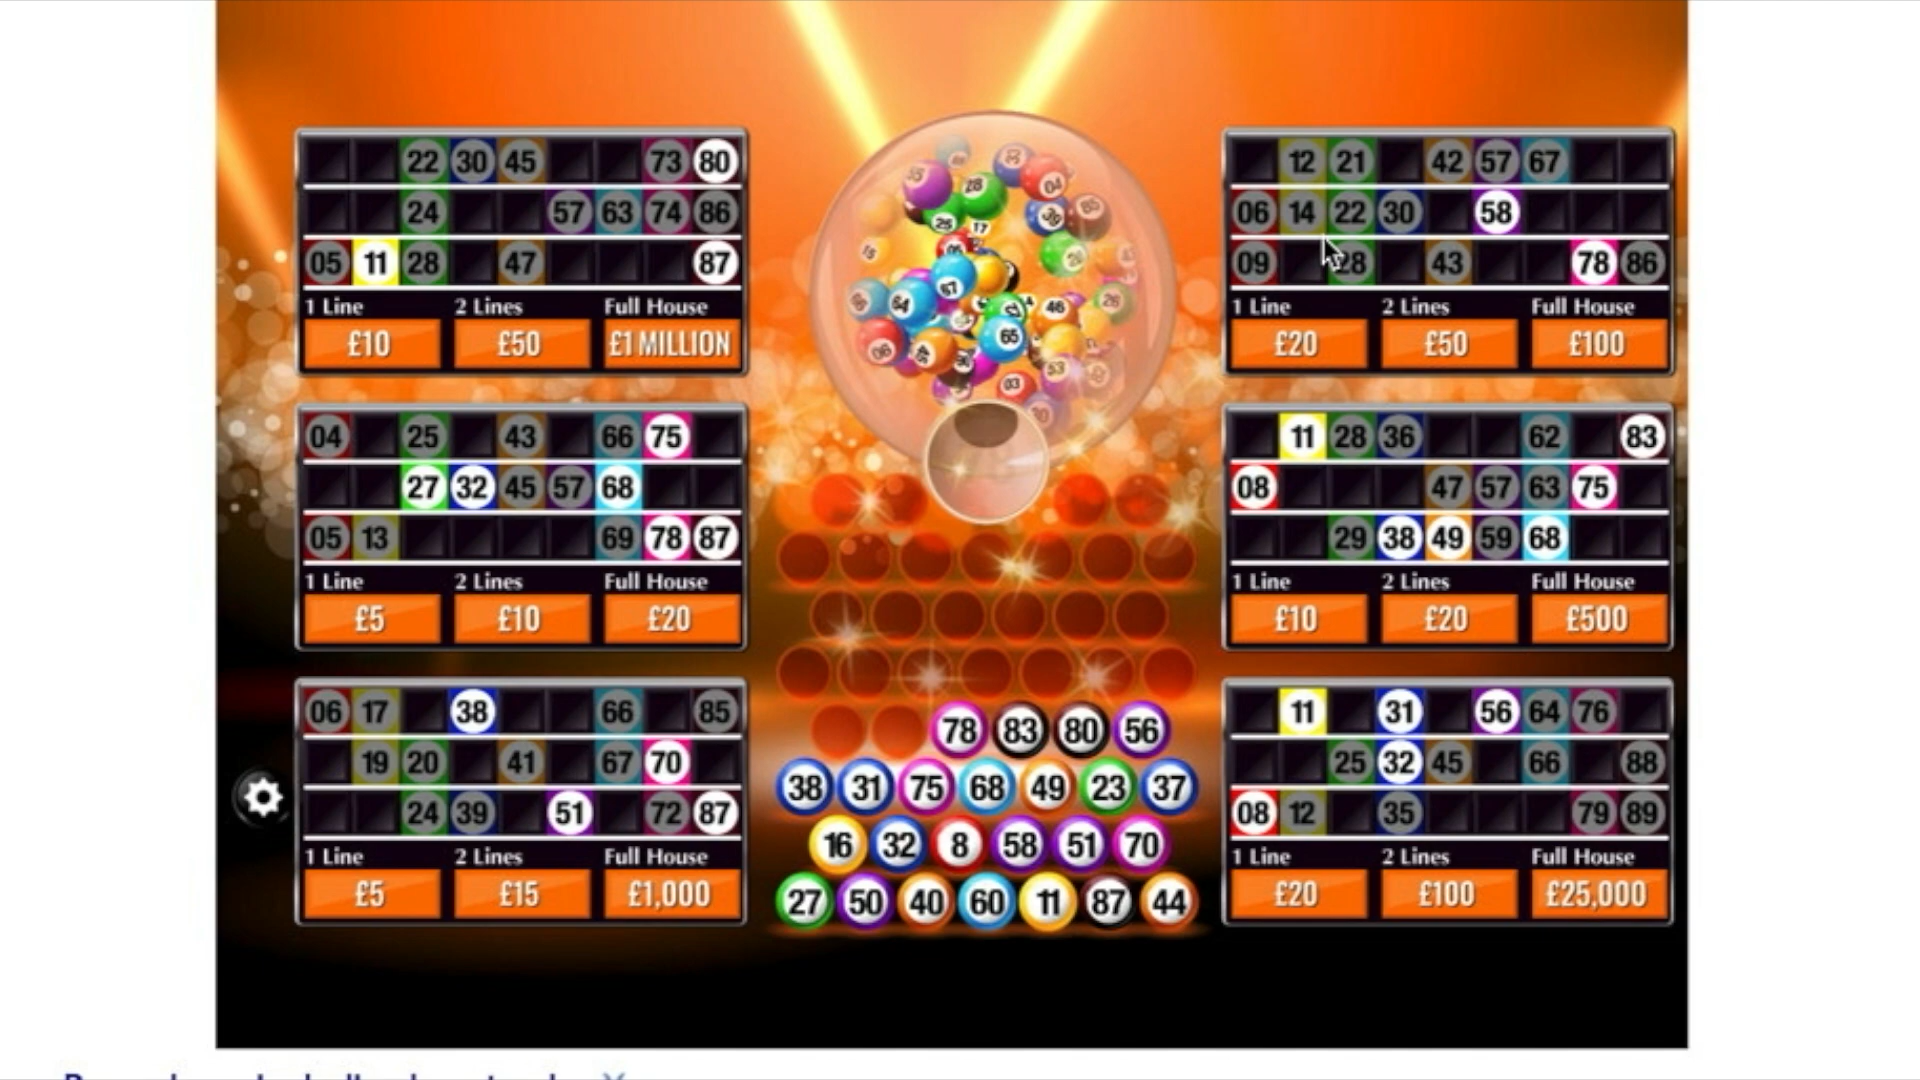 22 30 45 73 80
24 57 63 74 86
05 11 28 47 87
1 Line 2 Lines Full House
£10 £50 £1 MILLION
04 25 43 66 75
27 32 45 57 68
05 13 69 78 87
1 Line 2 Lines Full House
£5 £10 £20
06 17 38 66 85
19 20 41 67 70
24 39 51 72 87
1 Line 2 Lines Full House
£5 £15 £1,000
28 04
25 17
64 67 46
65
03
78 83 80 56
38 31 75 68 49 23 37
16 32 8 58 51 70
27 50 40 60 11 87 44
12 21 42 57 67
06 14 22 30 58
09 28 43 78 86
1 Line 2 Lines Full House
£20 £50 £100
11 28 36 62 83
08 47 57 63 75
29 38 49 59 68
1 Line 2 Lines Full House
£10 £20 £500
11 31 56 64 76
25 32 45 66 88
08 12 35 79 89
1 Line 2 Lines Full House
£20 £100 £25,000